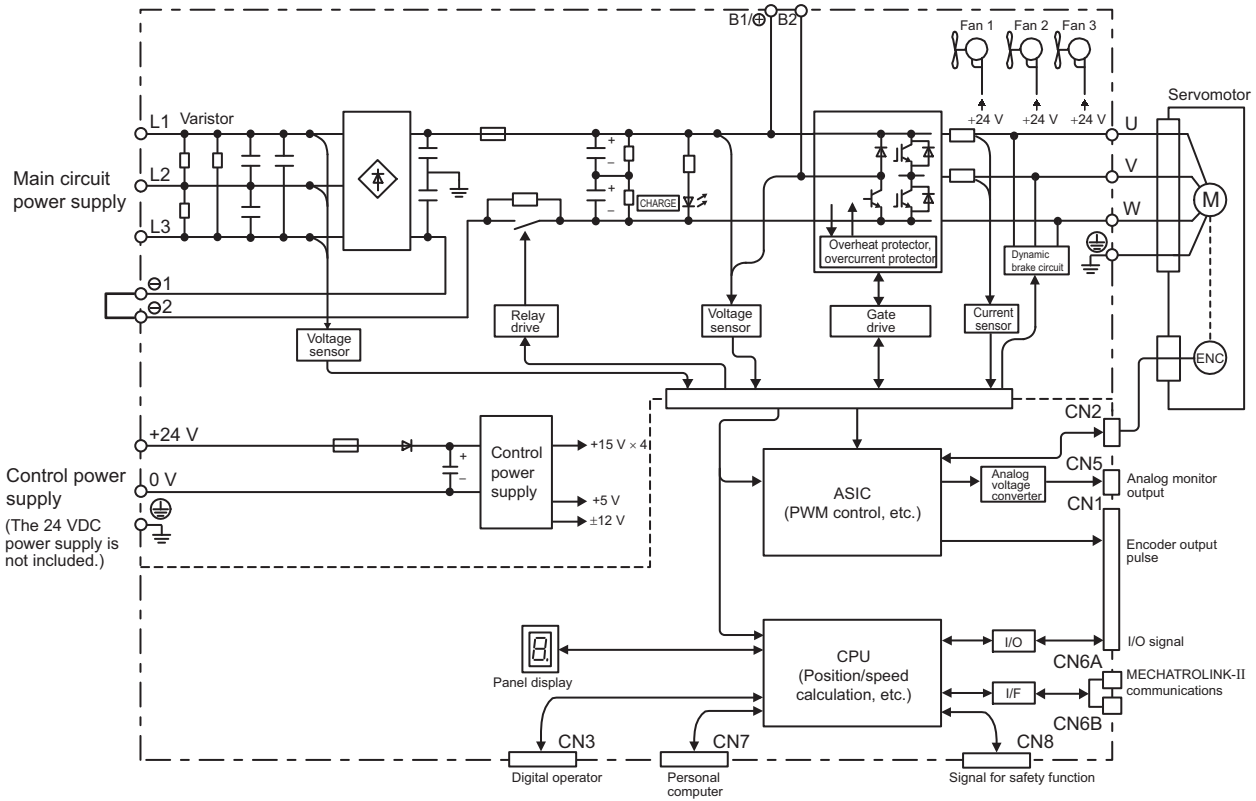 B1/⊕ B2
Fan 1 Fan 2 Fan 3
+24 V +24 V +24 V
Servomotor
Main circuit
power supply
L1
L2
L3
Varistor
⊖1
⊖2
+
–
+
–
CHARGE
Overheat protector,
overcurrent protector
Dynamic
brake circuit
U
V
W
M
ENC
Voltage
sensor
Relay
drive
Voltage
sensor
Gate
drive
Current
sensor
Control power
supply
(The 24 VDC
power supply is
not included.)
+24 V
0 V
+
–
Control
power
supply
+15 V × 4
+5 V
±12 V
ASIC
(PWM control, etc.)
Analog
voltage
converter
CN2
CN5
Analog monitor
output
CN1
Encoder output
pulse
I/O signal
8.
Panel display
CPU
(Position/speed
calculation, etc.)
I/O
I/F
CN6A
MECHATROLINK-II
communications
CN6B
CN3
Digital operator
CN7
Personal
computer
CN8
Signal for safety function